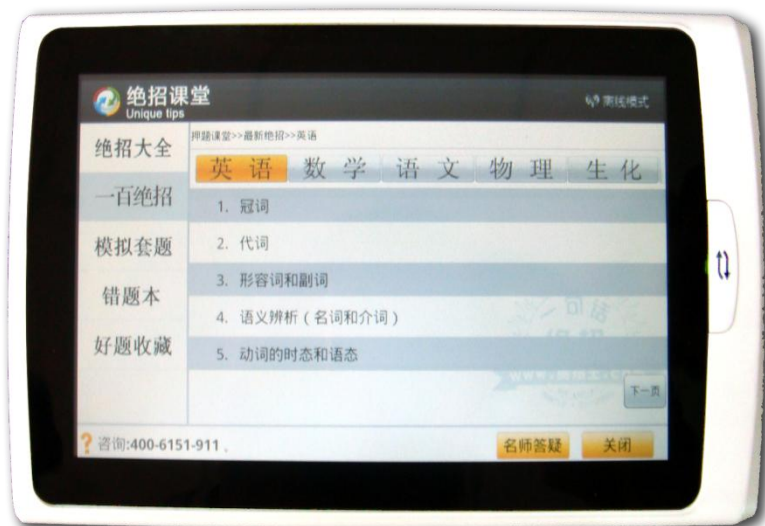 绝招课堂
Unique tips
离线模式
押题课堂>>最新绝招>>英语
绝招大全
一百绝招
模拟套题
错题本
好题收藏
英语 数学 语文 物理 生化
1. 冠词
2. 代词
3. 形容词和副词
4. 语义辨析（名词和介词）
5. 动词的时态和语态
一句话
下一页
咨询:400-6151-911 。
名师答疑
关闭